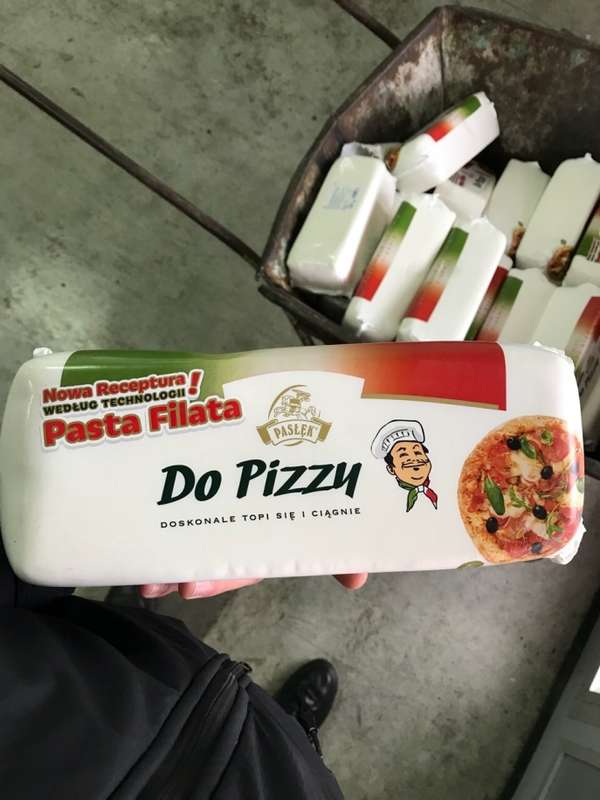 Nowa Receptura!
WEDŁUG TECHNOLOGII
Pasta Filata
PASŁĘK
Do Pizzy
DOSKONALE TOPI SIĘ I CIĄGNIE